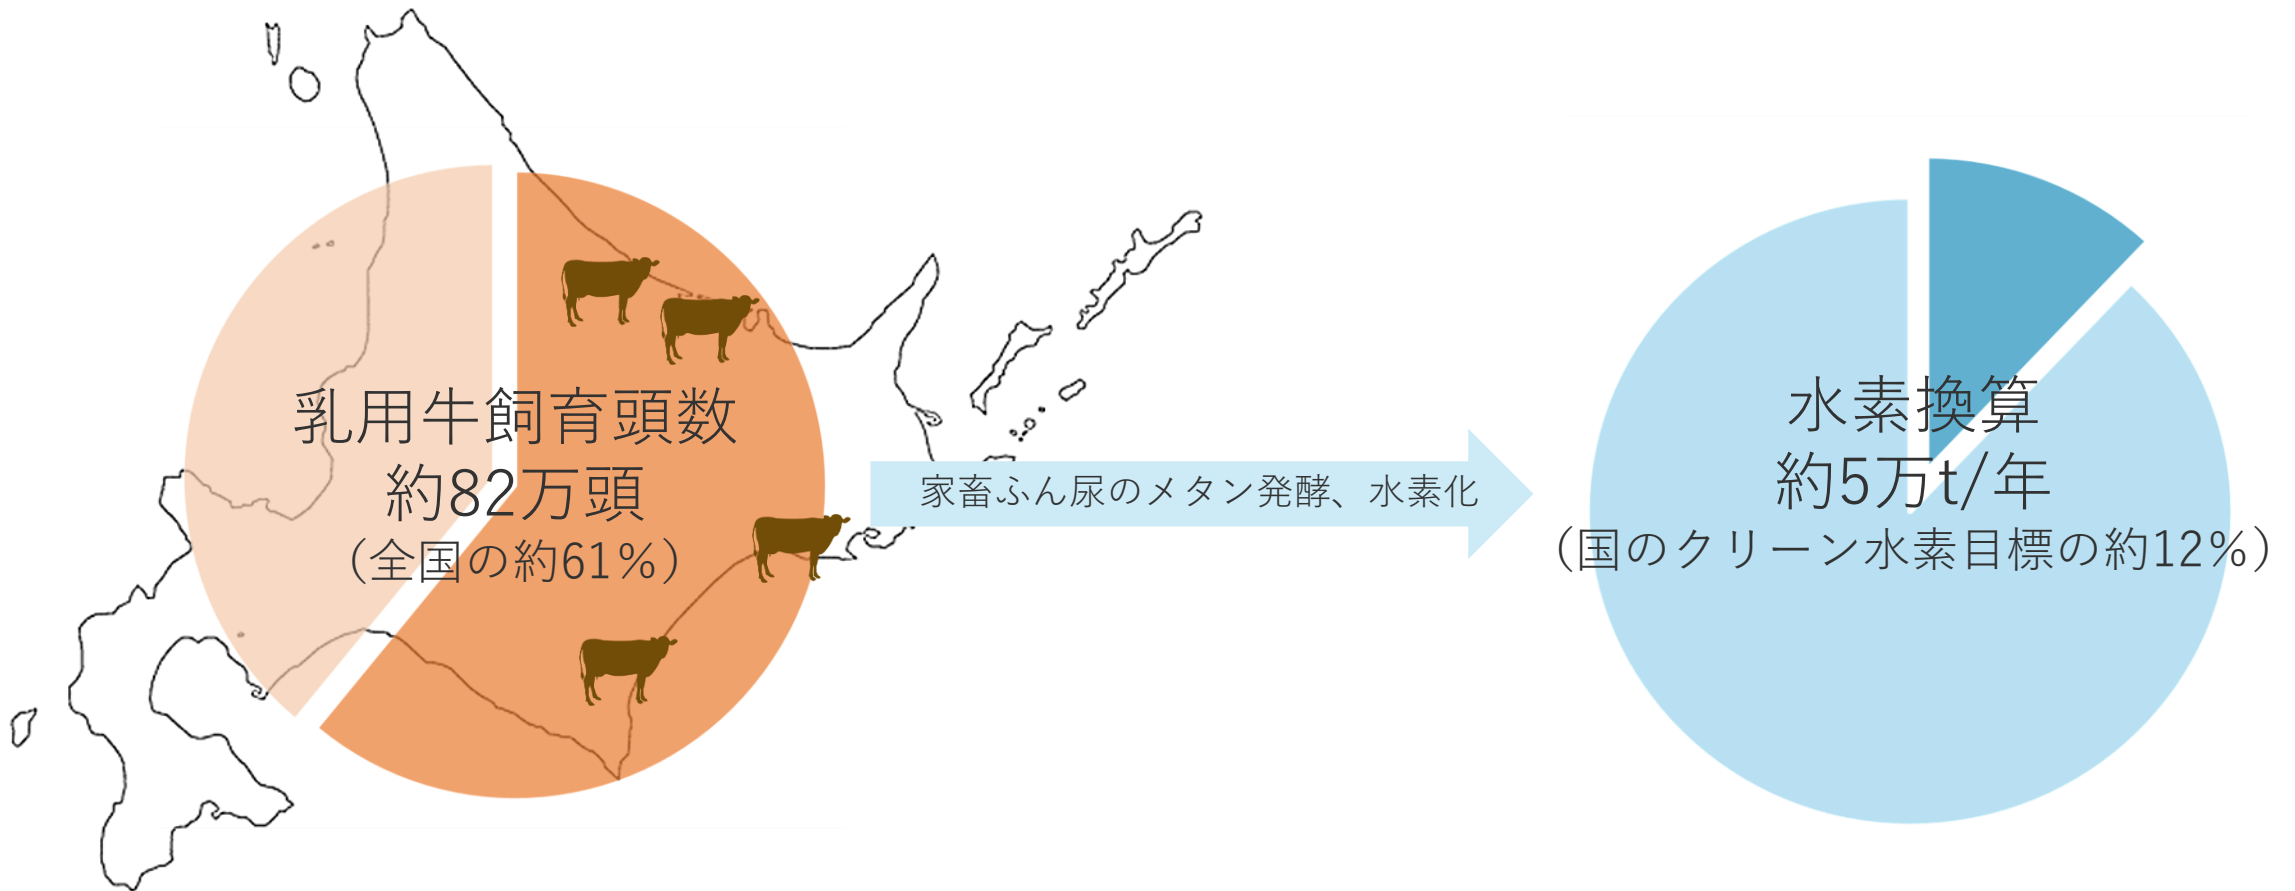 乳用牛飼育頭数
約82万頭
（全国の約61%）
家畜ふん尿のメタン発酵、水素化
水素換算
約5万t/年
（国のクリーン水素目標の約12%）